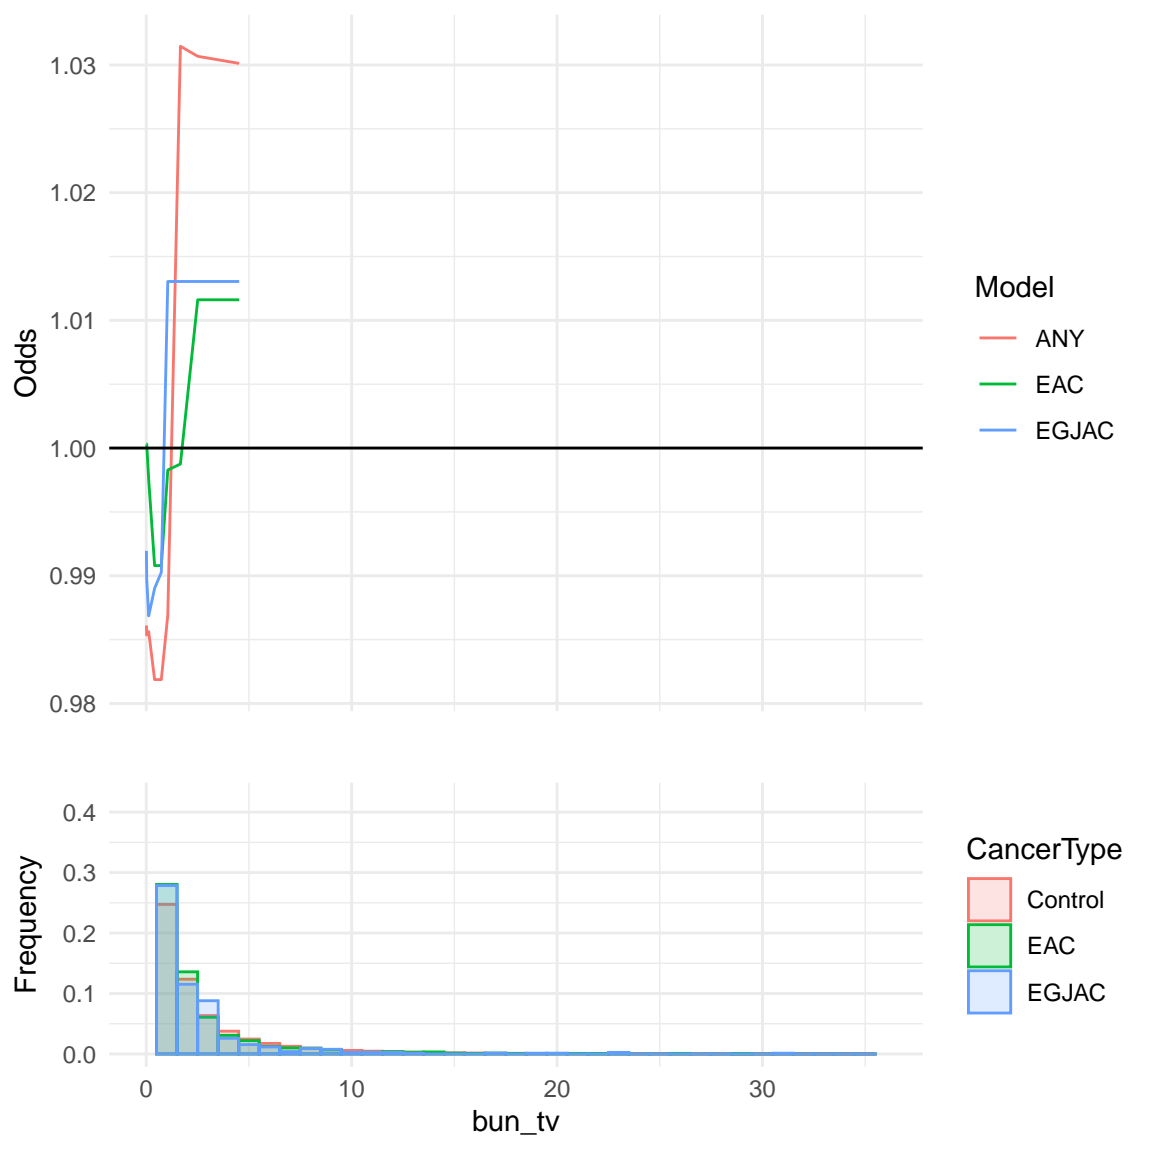 1.03
1.02
1.01
1.00
0.99
0.98
Odds
Model
ANY
EAC
EGJAC
0.4
0.3
0.2
0.1
0.0
Frequency
0
10
20
30
bun_tv
CancerType
Control
EAC
EGJAC